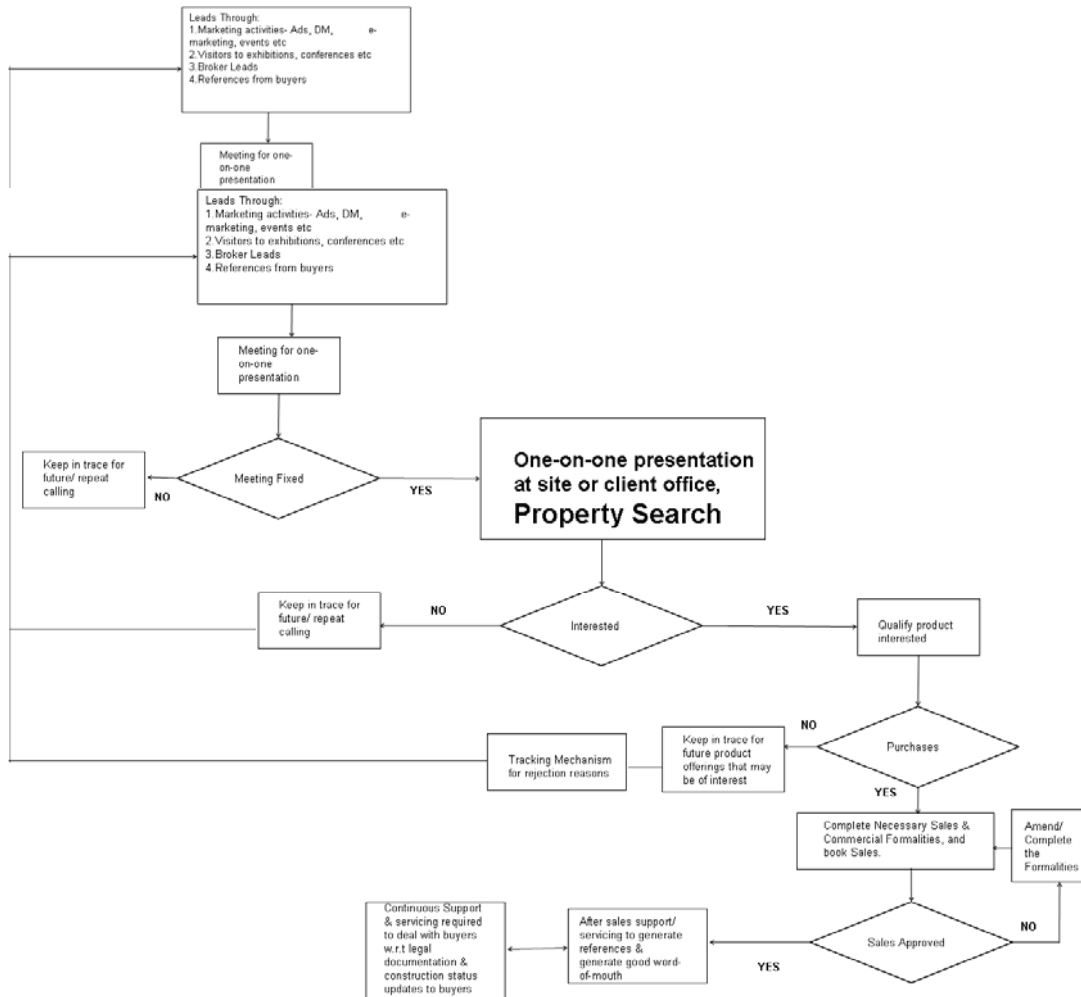 Leads Through:
1.Marketing activities- Ads, DM, e-
marketing, events etc
2.Visitors to exhibitions, conferences etc
3.Broker Leads
4.References from buyers
Meeting for one-
on-one
presentation
Leads Through:
1.Marketing activities- Ads, DM, e-
marketing, events etc
2.Visitors to exhibitions, conferences etc
3.Broker Leads
4.References from buyers
Meeting for one-
on-one
presentation
Keep in trace for
future/ repeat
calling
NO
Meeting Fixed
YES
One-on-one presentation
at site or client office,
Property Search
Keep in trace for
future/ repeat
calling
NO
Interested
YES
Qualify product
interested
Tracking Mechanism
for rejection reasons
Keep in trace for
future product
offerings that may
be of interest
NO
Purchases
YES
Complete Necessary Sales &
Commercial Formalities, and
book Sales.
Amend/
Complete
the
Formalities
Continuous Support
& servicing required
to deal with buyers
w.r.t legal
documentation &
construction status
updates to buyers
After sales support/
servicing to generate
references &
generate good word-
of-mouth
YES
Sales Approved
NO